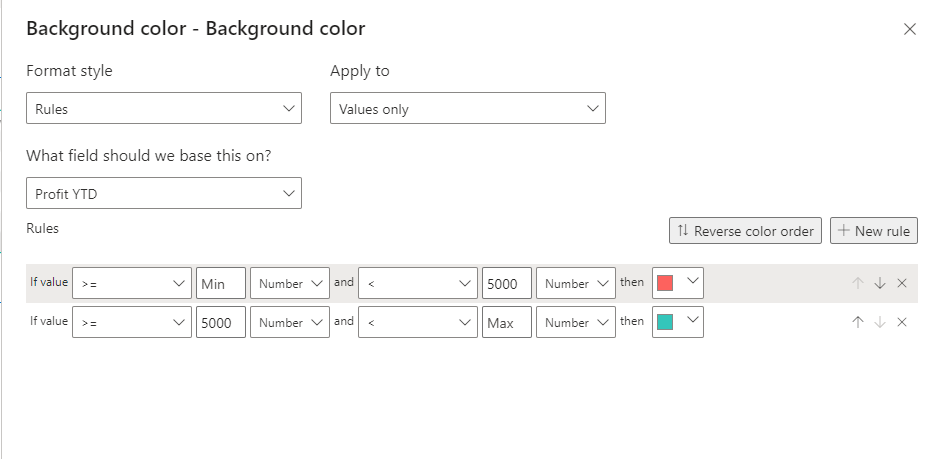 Background color - Background color
Format style Apply to
Rules Values only
What field should we base this on?
Profit YTD
Rules Reverse color order New rule
If value >= Min Number and < 5000 Number then
If value >= 5000 Number and < Max Number then